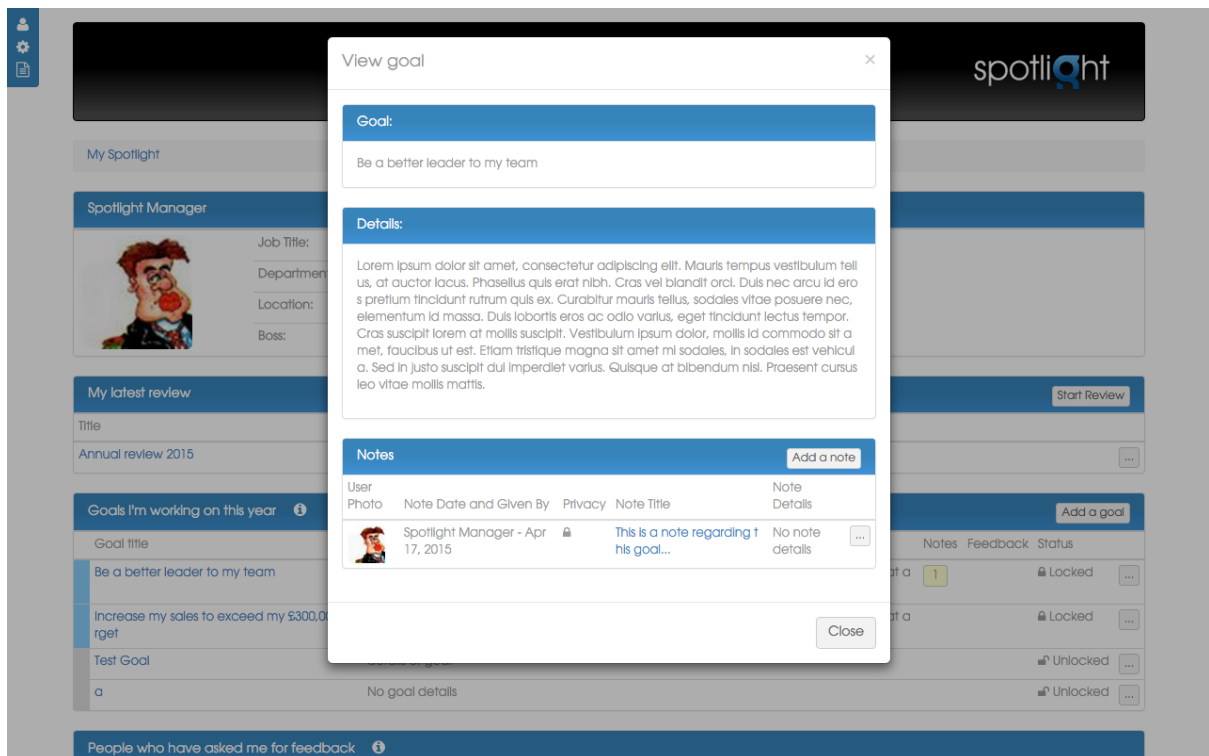 View goal ×
spotlight
Goal:
Be a better leader to my team
My Spotlight
Spotlight Manager
Details:
Job Title:
Departmen
Location:
Boss:
Lorem ipsum dolor sit amet, consectetur adipiscing elit. Mauris tempus vestibulum tell
us, at auctor lacus. Phasellus quis erat nibh. Cras vel blandit orci. Duis nec arcu id ero
s pretium tincidunt rutrum quis ex. Curabitur mauris tellus, sodales vitae posuere nec,
elementum id massa. Duis lobortis eros ac odio varius, eget tincidunt lectus tempor.
Cras suscipit lorem at mollis suscipit. Vestibulum ipsum dolor, mollis id commodo sit a
met, faucibus ut est. Etiam tristique magna sit amet mi sodales, in sodales est vehicul
a. Sed in justo suscipit dui imperdiet varius. Quisque at bibendum nisl. Praesent cursus
leo vitae mollis mattis.
My latest review Start Review
Title
Annual review 2015 ...
Notes Add a note
User Photo Note Date and Given By Privacy Note Title Note Details
Spotlight Manager - Apr
17, 2015
This is a note regarding t
his goal...
No note
details
...
Close
Goals I'm working on this year Add a goal
Goal title Notes Feedback Status
Be a better leader to my team at a 1 Locked ...
Increase my sales to exceed my £300,00
rget
at a Locked ...
Test Goal Unlocked ...
a No goal details Unlocked ...
People who have asked me for feedback